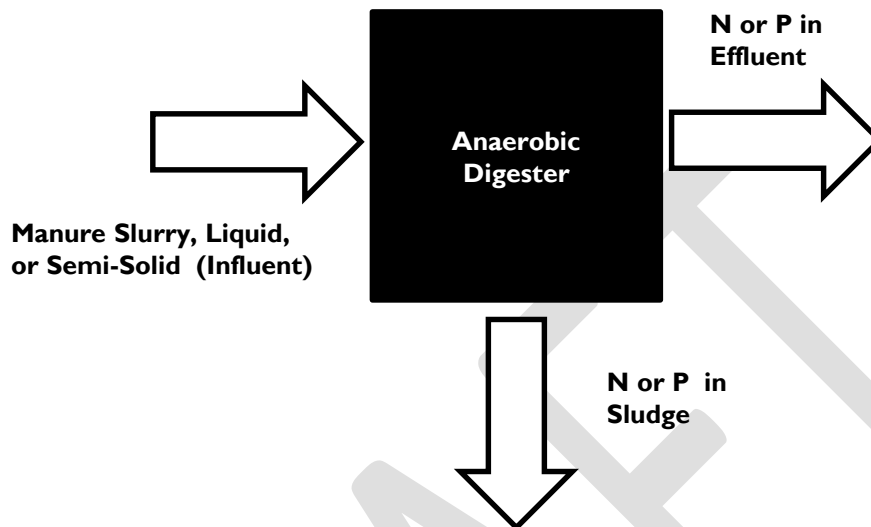 N or P in
Effluent
Anaerobic
Digester
Manure Slurry, Liquid,
or Semi-Solid (Influent)
N or P in
Sludge